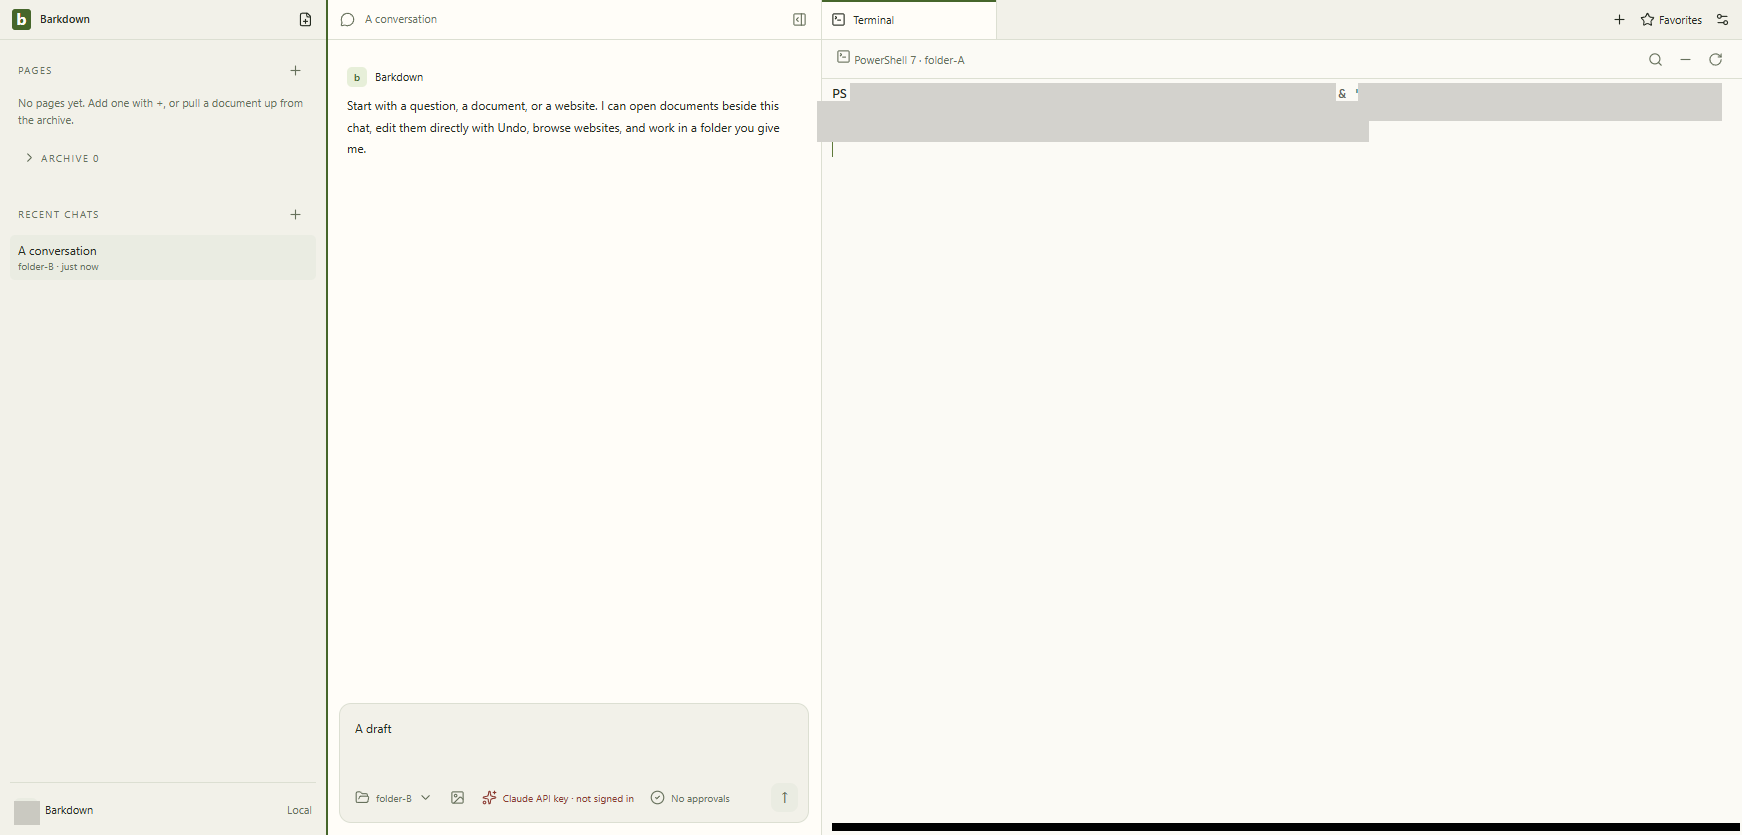 b Barkdown
PAGES
No pages yet. Add one with +, or pull a document up from
the archive.
ARCHIVE 0
RECENT CHATS
A conversation
folder-B · just now
Barkdown
Local
A conversation
b Barkdown
Start with a question, a document, or a website. I can open documents beside this
chat, edit them directly with Undo, browse websites, and work in a folder you give
me.
A draft
folder-B
Claude API key · not signed in
No approvals
Terminal
Favorites
PowerShell 7 · folder-A
PS & '